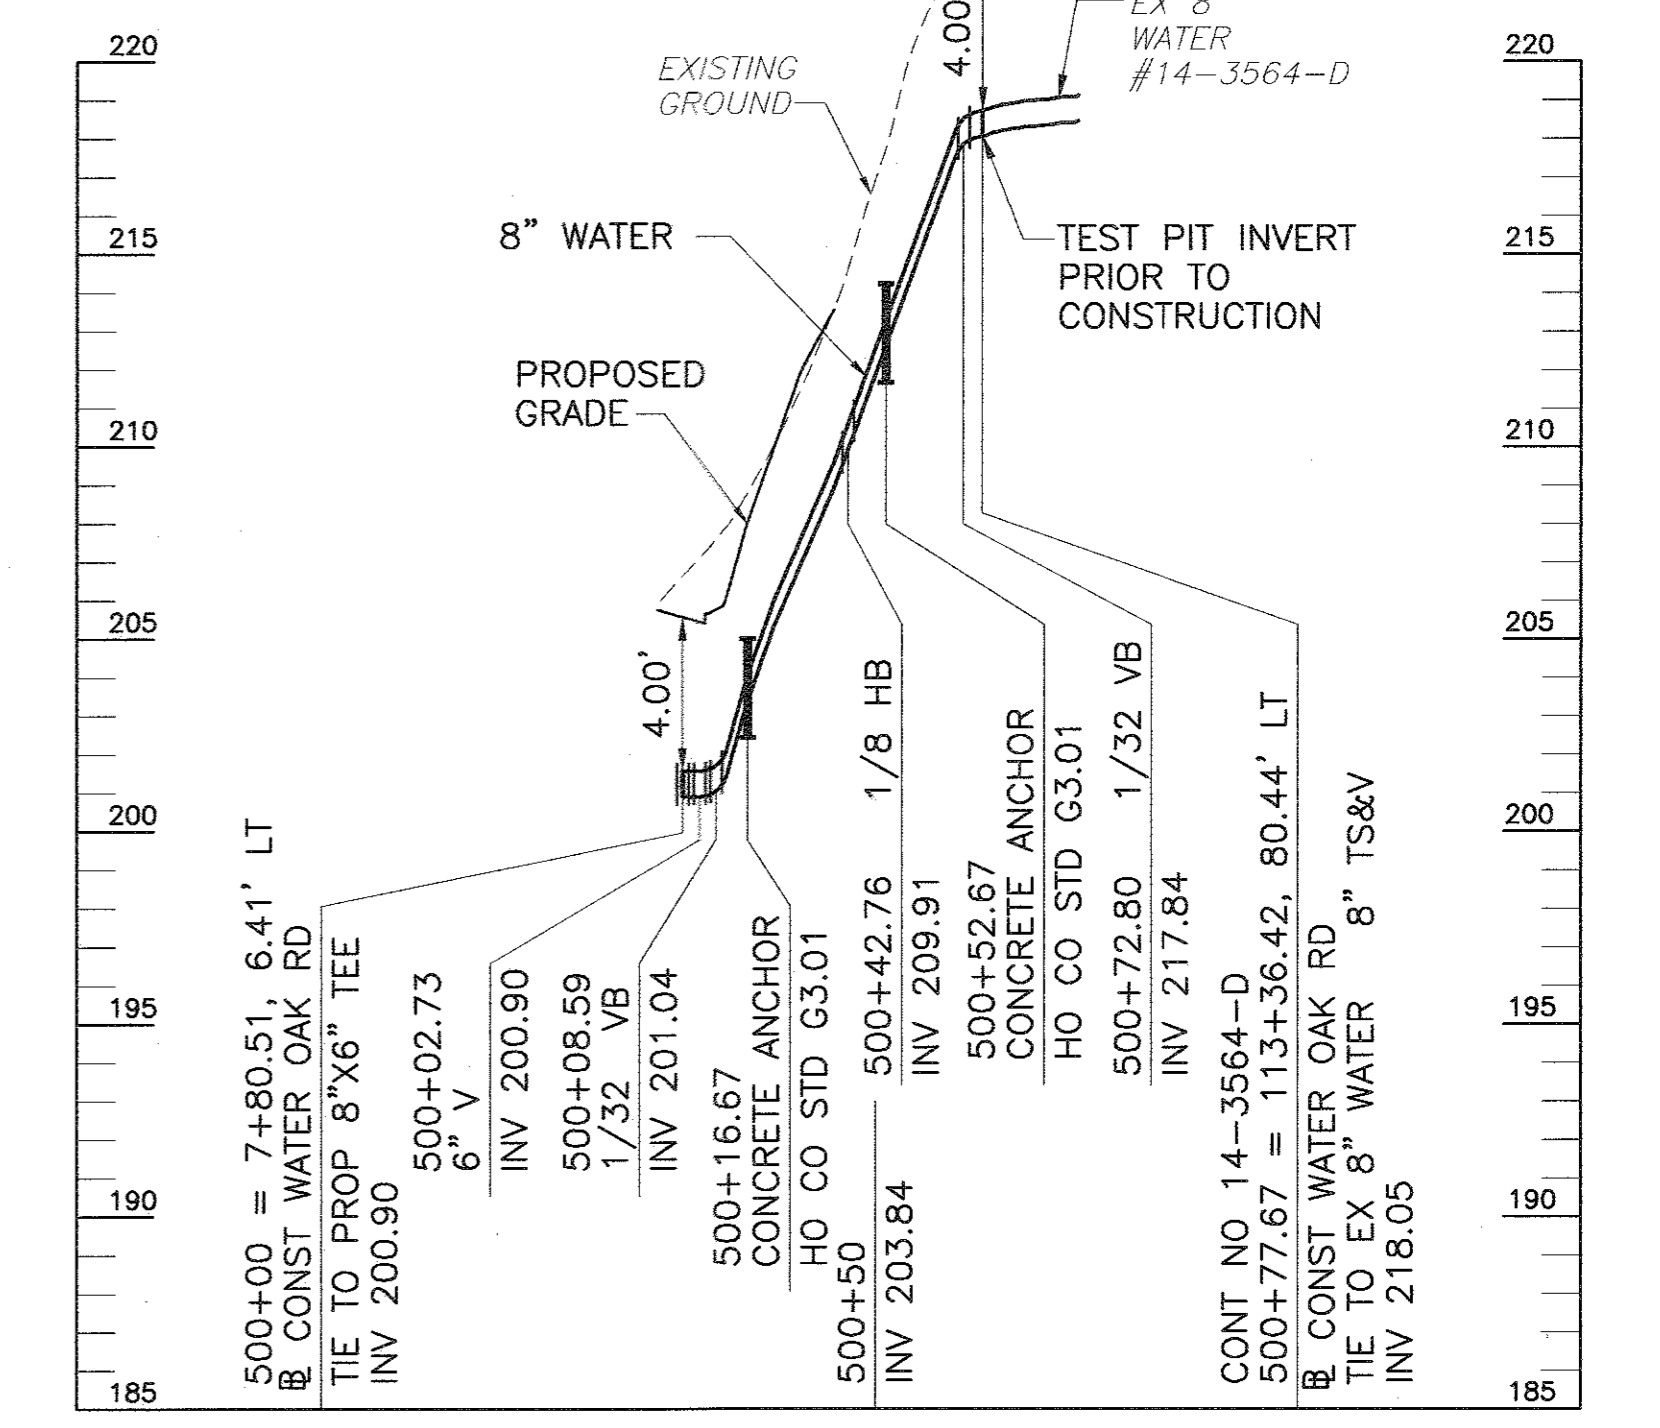 4.00
EX 8
WATER
#14-3564-D
220
220
EXISTING
GROUND
8" WATER
215
215
TEST PIT INVERT
PRIOR TO
CONSTRUCTION
PROPOSED
GRADE
210
210
205
205
4.00'
200
200
195
195
190
190
185
185
500+00 = 7+80.51, 6.41' LT
BL CONST WATER OAK RD
TIE TO PROP 8"X6" TEE
INV 200.90
500+02.73
6" V
INV 200.90
500+08.59
1/32 VB
INV 201.04
500+16.67
CONCRETE ANCHOR
HO CO STD G3.01
500+50
INV 203.84
500+42.76 1/8 HB
INV 209.91
500+52.67
CONCRETE ANCHOR
HO CO STD G3.01
500+72.80 1/32 VB
INV 217.84
CONT NO 14-3564-D
500+77.67 = 113+36.42, 80.44' LT
BL CONST WATER OAK RD
TIE TO EX 8" WATER 8" TS&V
INV 218.05